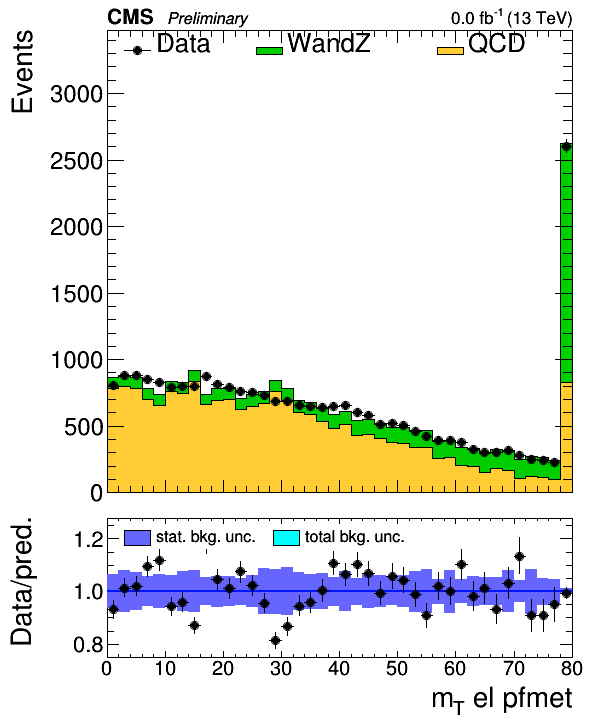 CMS Preliminary 0.0 fb⁻¹ (13 TeV)
Data WandZ QCD
Events
3000
2500
2000
1500
1000
500
0
stat. bkg. unc. total bkg. unc.
Data/pred.
1.2
1.0
0.8
0 10 20 30 40 50 60 70 80
m_T el pfmet